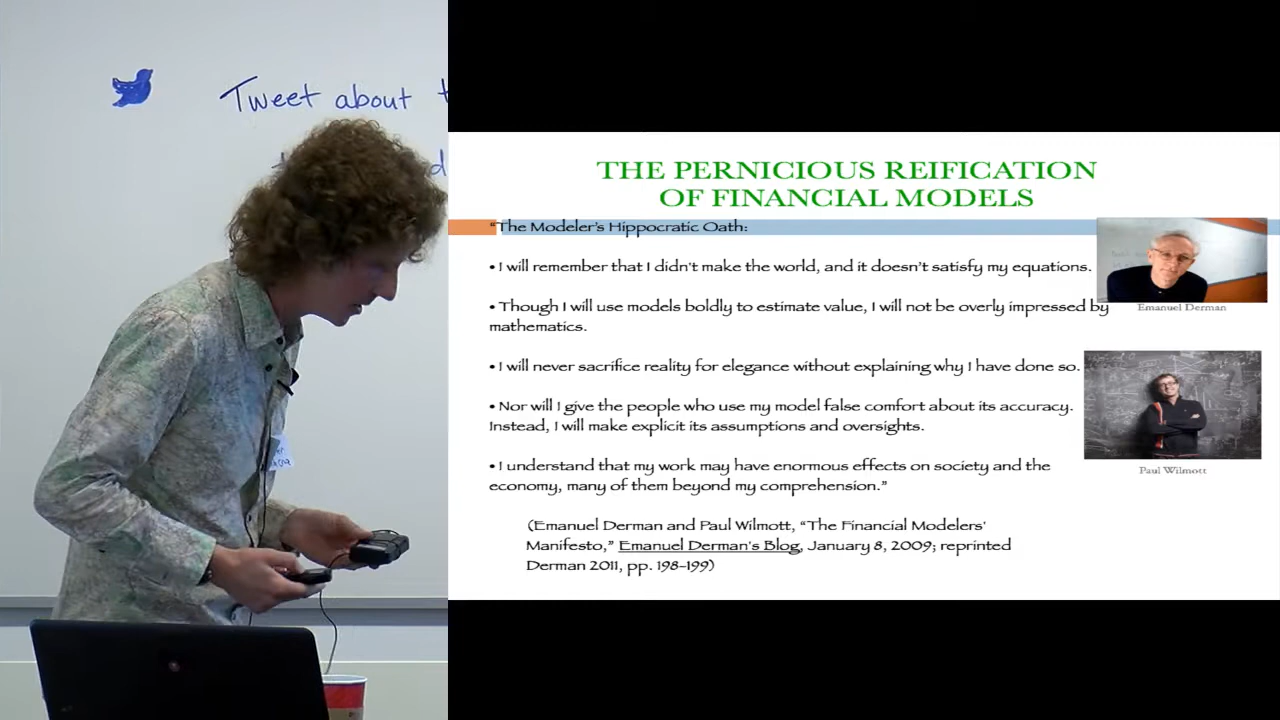 Tweet about
THE PERNICIOUS REIFICATION
OF FINANCIAL MODELS
“The Modeler's Hippocratic Oath:
• I will remember that I didn't make the world, and it doesn't satisfy my equations.
• Though I will use models boldly to estimate value, I will not be overly impressed by
mathematics.
Emanuel Derman
• I will never sacrifice reality for elegance without explaining why I have done so.
• Nor will I give the people who use my model false comfort about its accuracy.
Instead, I will make explicit its assumptions and oversights.
Paul Wilmott
• I understand that my work may have enormous effects on society and the
economy, many of them beyond my comprehension.”
(Emanuel Derman and Paul Wilmott, “The Financial Modelers'
Manifesto,” Emanuel Derman's Blog, January 8, 2009; reprinted
Derman 2011, pp. 198-199)